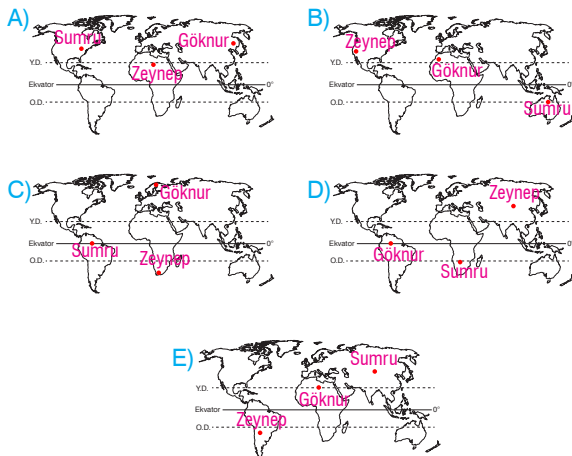 A)
Sumru
Göknur
Zeynep
Y.D.
Ekvator
0°
O.D.
B)
Zeynep
Göknur
Sumru
Y.D.
Ekvator
0°
O.D.
C)
Göknur
Sumru
Zeynep
Y.D.
Ekvator
0°
O.D.
D)
Zeynep
Göknur
Sumru
Y.D.
Ekvator
0°
O.D.
E)
Sumru
Göknur
Zeynep
Y.D.
Ekvator
0°
O.D.